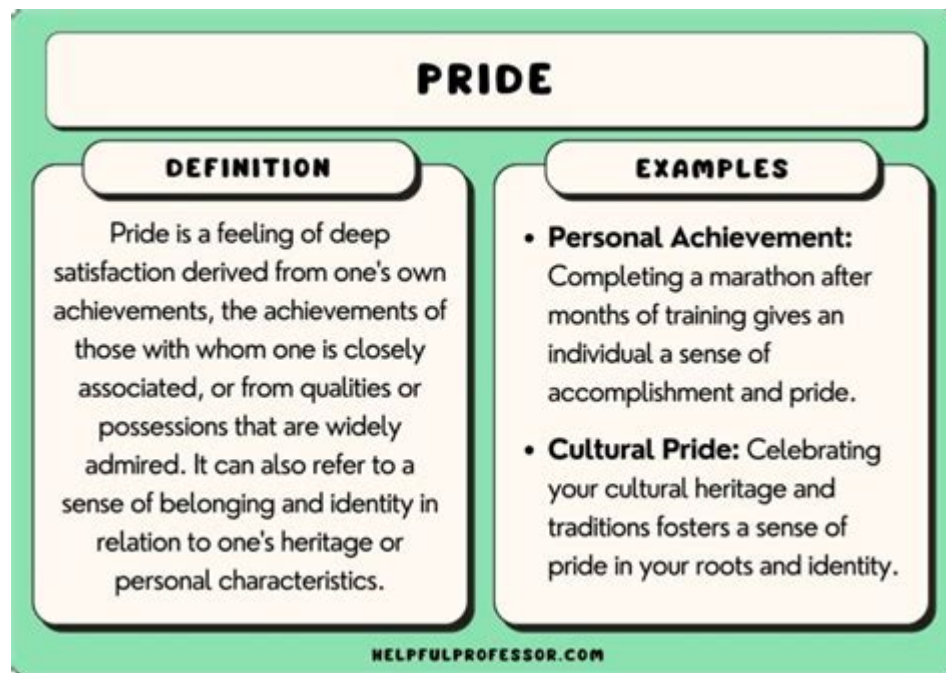 PRIDE
DEFINITION
Pride is a feeling of deep
satisfaction derived from one's own
achievements, the achievements of
those with whom one is closely
associated, or from qualities or
possessions that are widely
admired. It can also refer to a
sense of belonging and identity in
relation to one's heritage or
personal characteristics.
EXAMPLES
• Personal Achievement:
Completing a marathon after
months of training gives an
individual a sense of
accomplishment and pride.
• Cultural Pride: Celebrating
your cultural heritage and
traditions fosters a sense of
pride in your roots and identity.
HELPFULPROFESSOR.COM